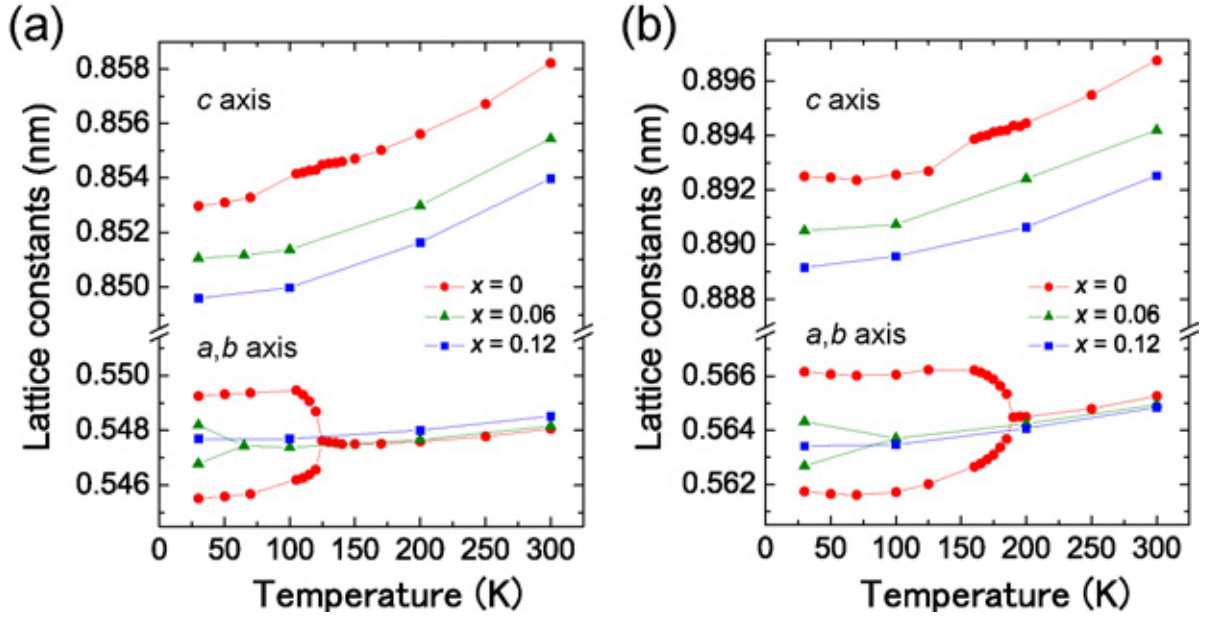 (a)
Lattice constants (nm)
0.858
0.856
0.854
0.852
0.850
0.550
0.548
0.546
c axis
x = 0
x = 0.06
x = 0.12
a,b axis
0 50 100 150 200 250 300
Temperature (K)
(b)
Lattice constants (nm)
0.896
0.894
0.892
0.890
0.888
0.566
0.564
0.562
c axis
x = 0
x = 0.06
x = 0.12
a,b axis
0 50 100 150 200 250 300
Temperature (K)